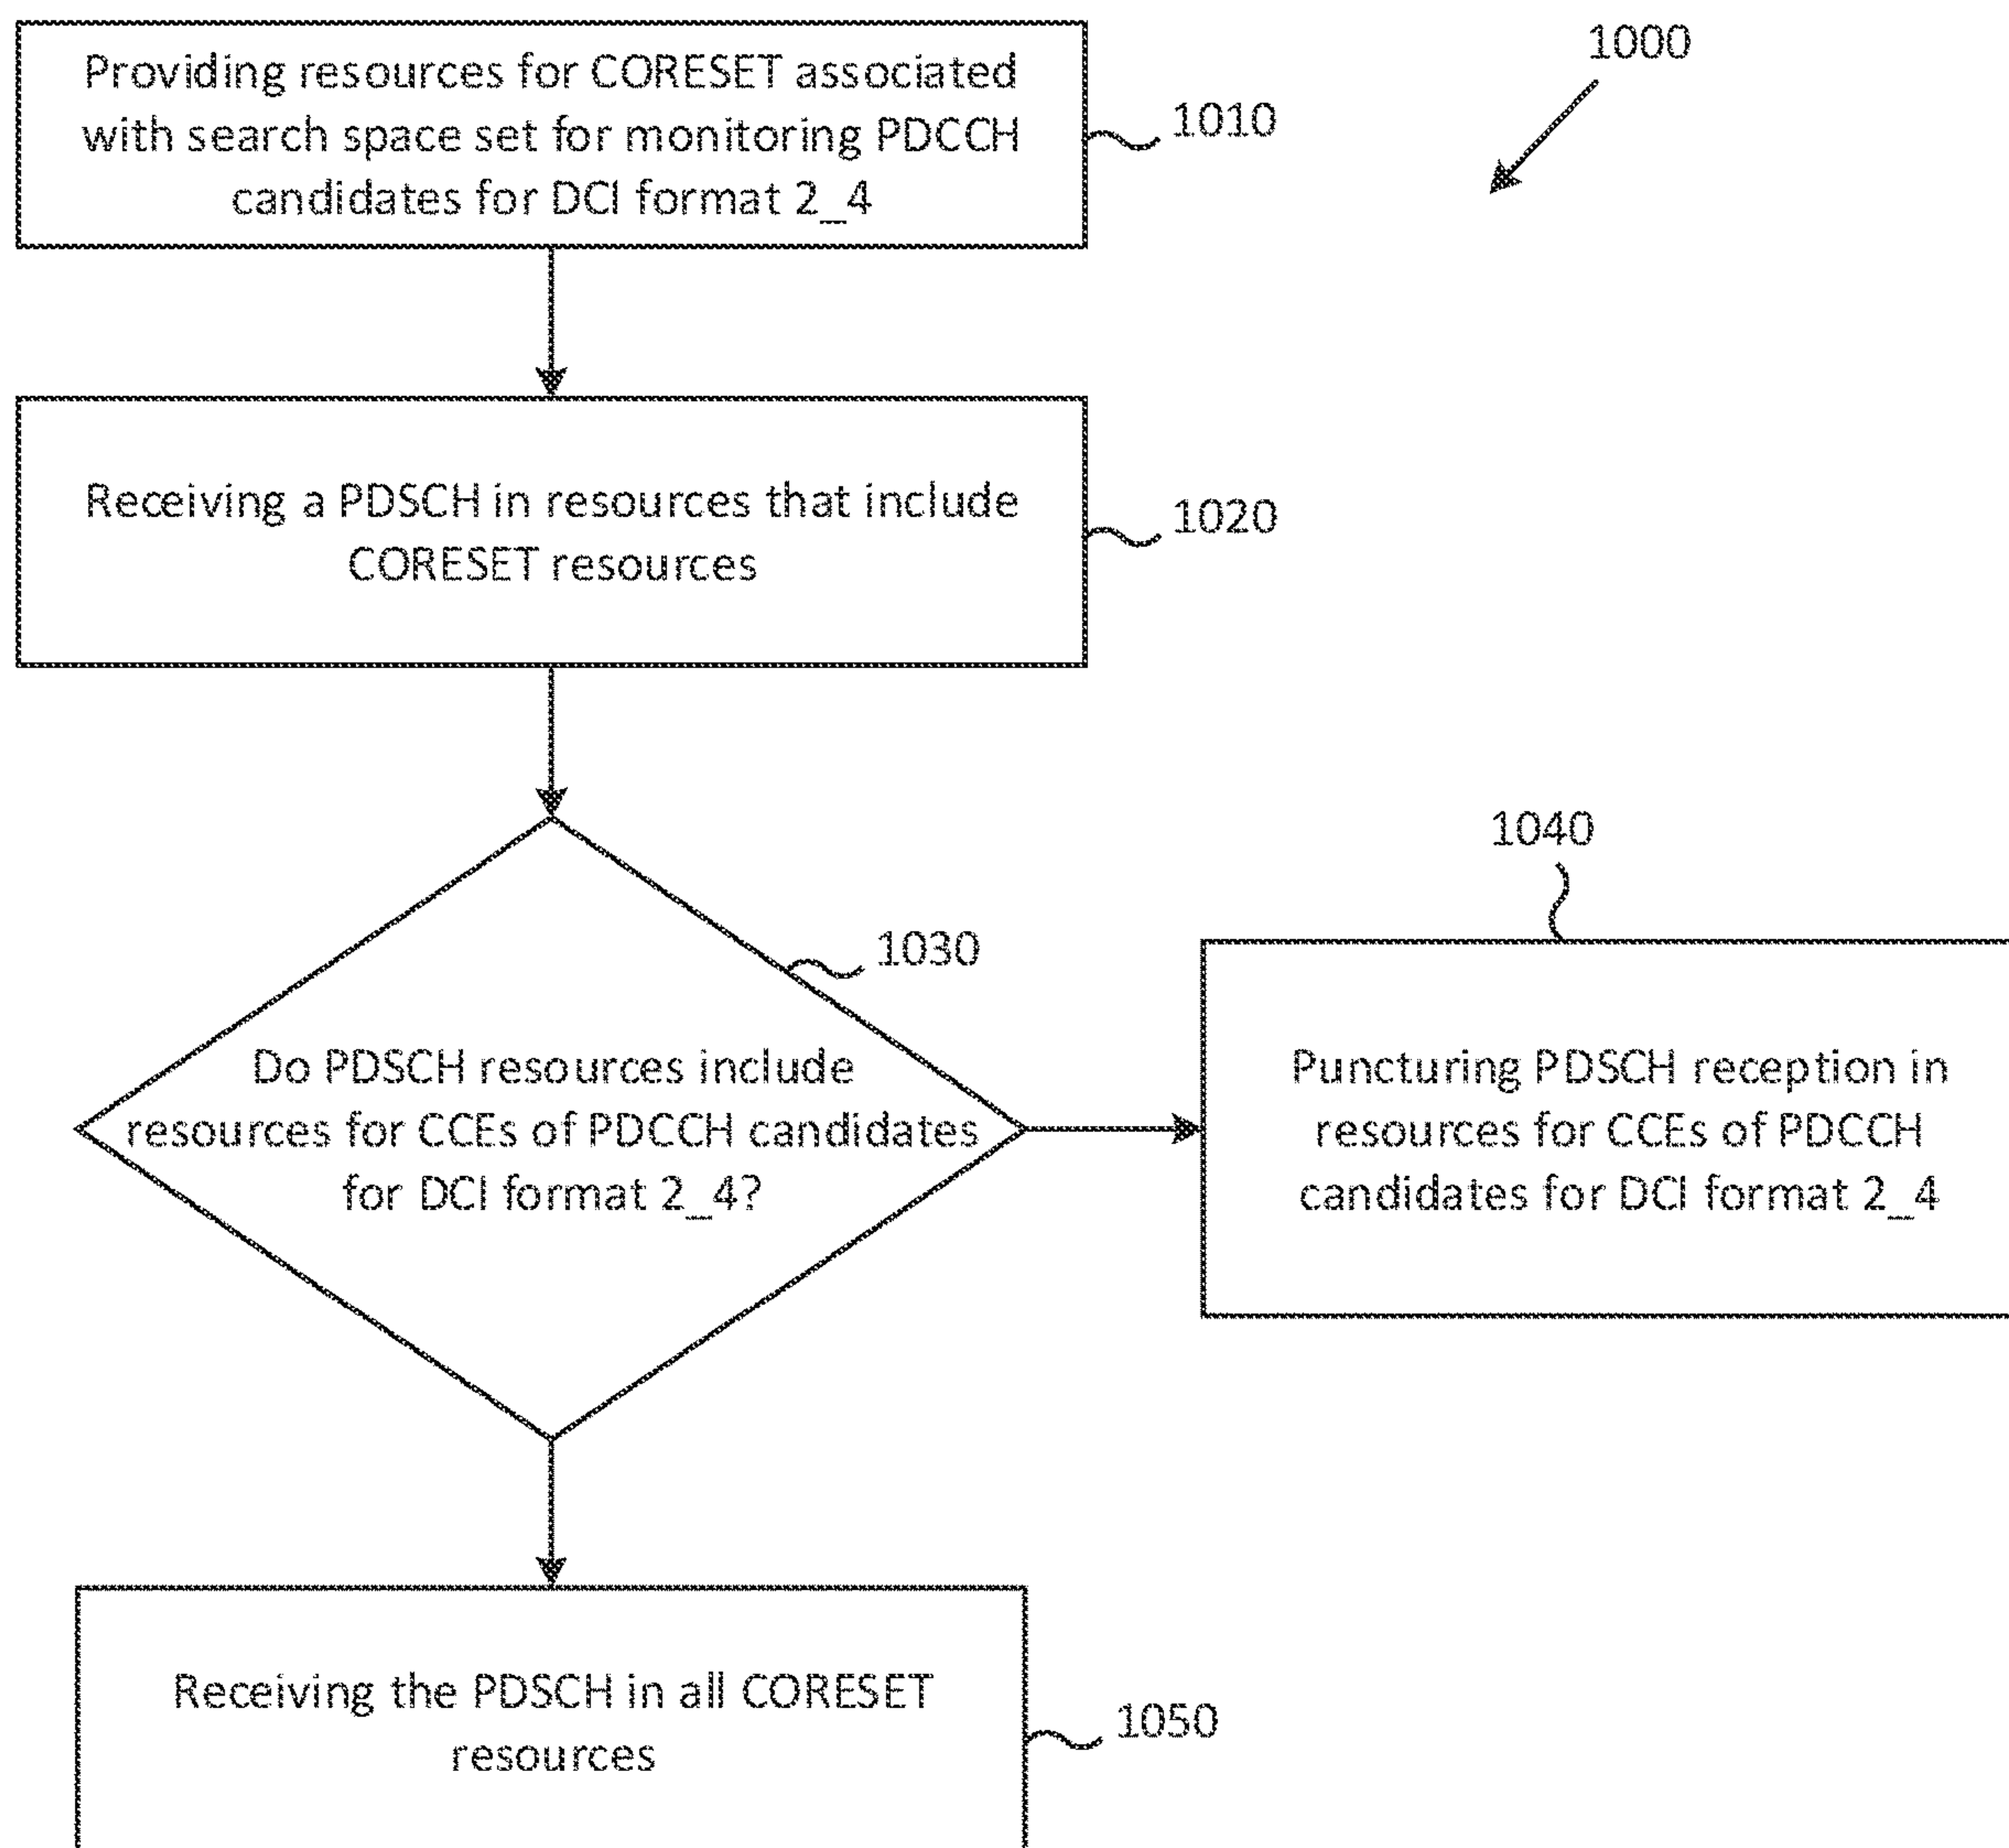 1000
Providing resources for CORESET associated
with search space set for monitoring PDCCH
candidates for DCI format 2_4
1010
Receiving a PDSCH in resources that include
CORESET resources
1020
1030
Do PDSCH resources include
resources for CCEs of PDCCH candidates
for DCI format 2_4?
1040
Puncturing PDSCH reception in
resources for CCEs of PDCCH
candidates for DCI format 2_4
Receiving the PDSCH in all CORESET
resources
1050